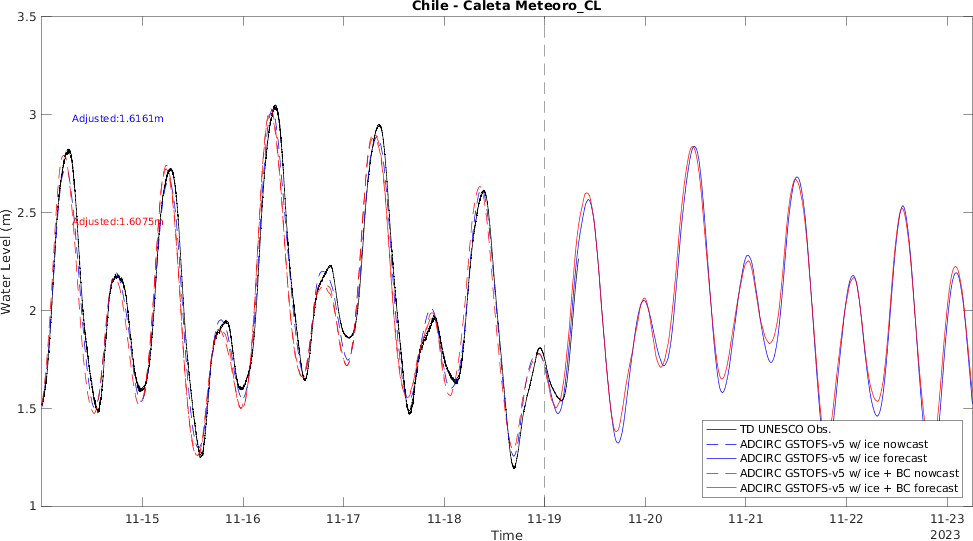 Chile - Caleta Meteoro_CL
3.5
3
2.5
2
1.5
1
Water Level (m)
Adjusted:1.6161m
Adjusted:1.6075m
TD UNESCO Obs.
ADCIRC GSTOFS-v5 w/ ice nowcast
ADCIRC GSTOFS-v5 w/ ice forecast
ADCIRC GSTOFS-v5 w/ ice + BC nowcast
ADCIRC GSTOFS-v5 w/ ice + BC forecast
11-15 11-16 11-17 11-18 11-19 11-20 11-21 11-22 11-23
Time 2023